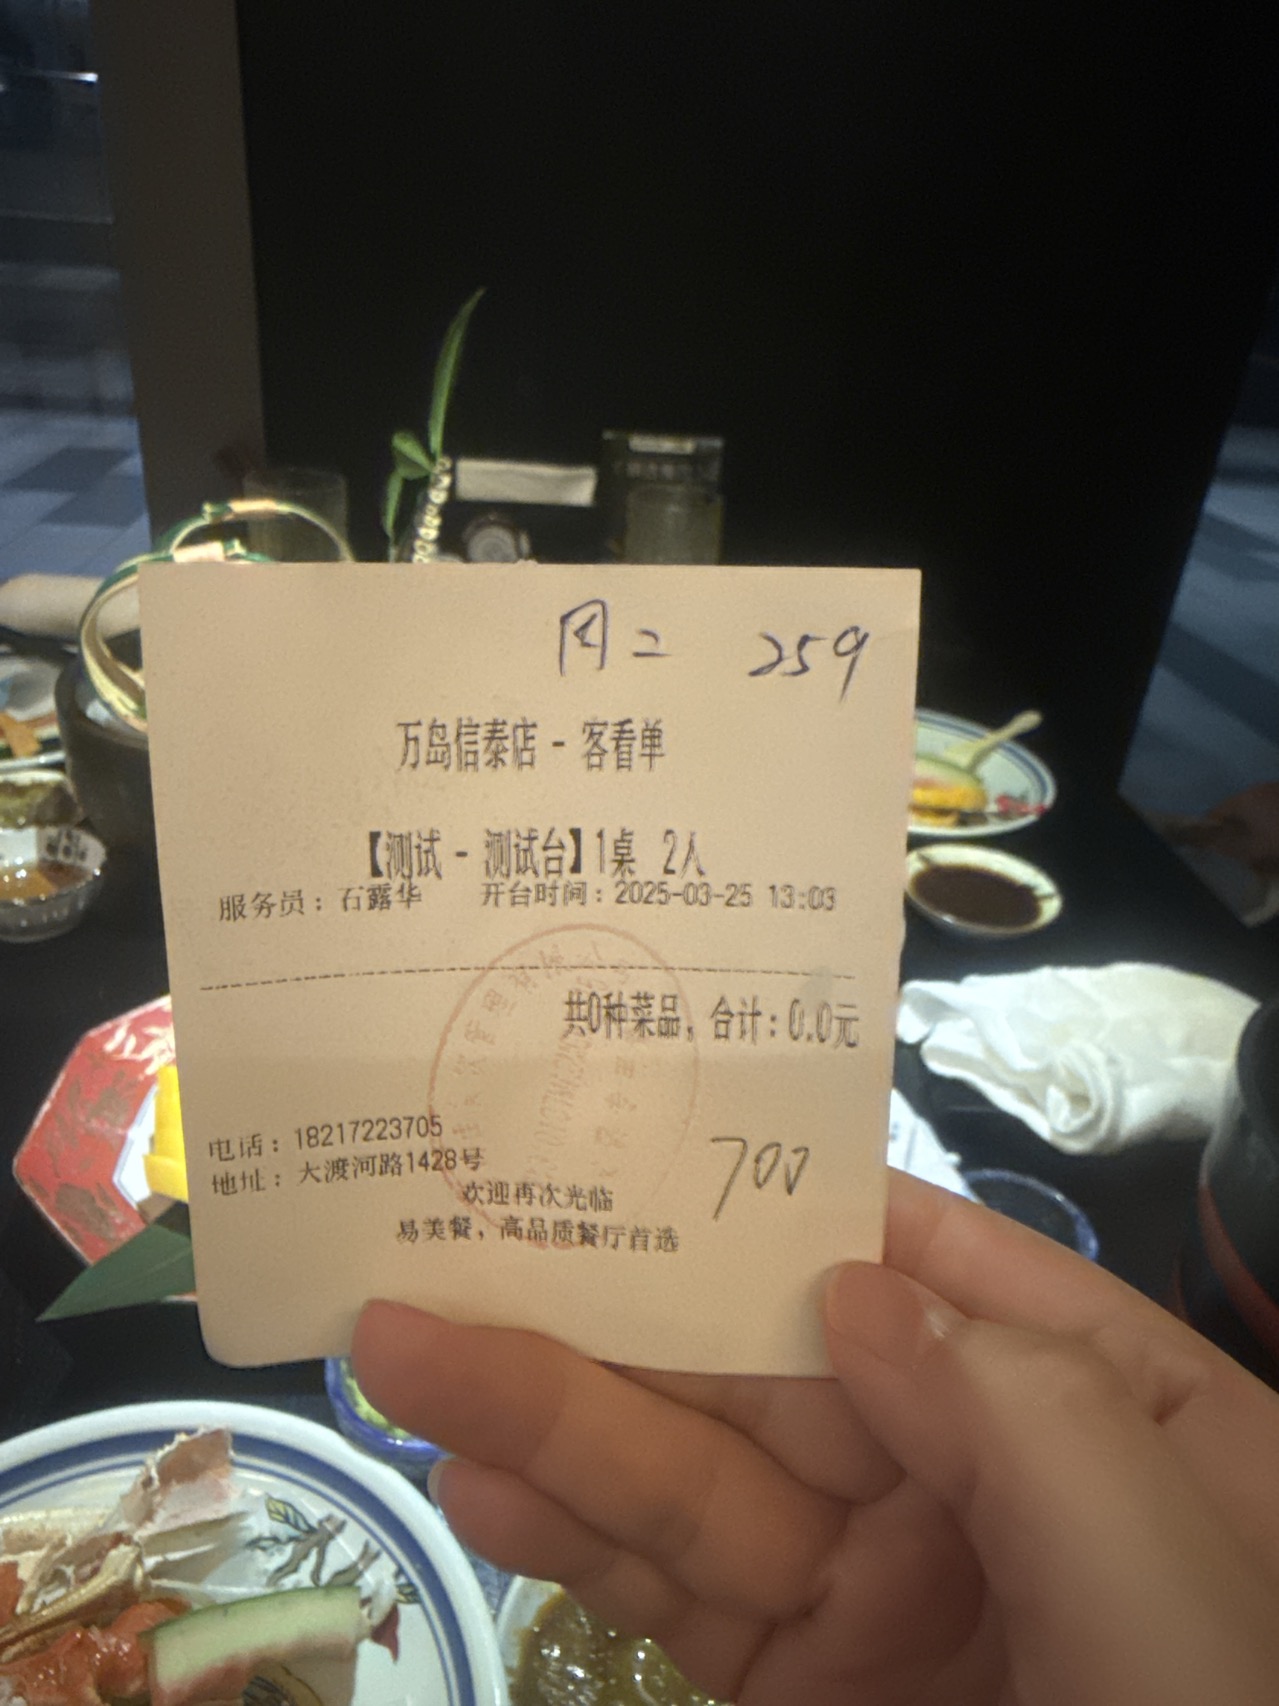 259
万岛信泰店 - 客看单
【测试 - 测试台】1桌 2人
服务员：石露华 开台时间：2025-03-25 13:03
共0种菜品，合计：0.0元
电话：18217223705
地址：大渡河路1428号
700
欢迎再次光临
易美餐，高品质餐厅首选